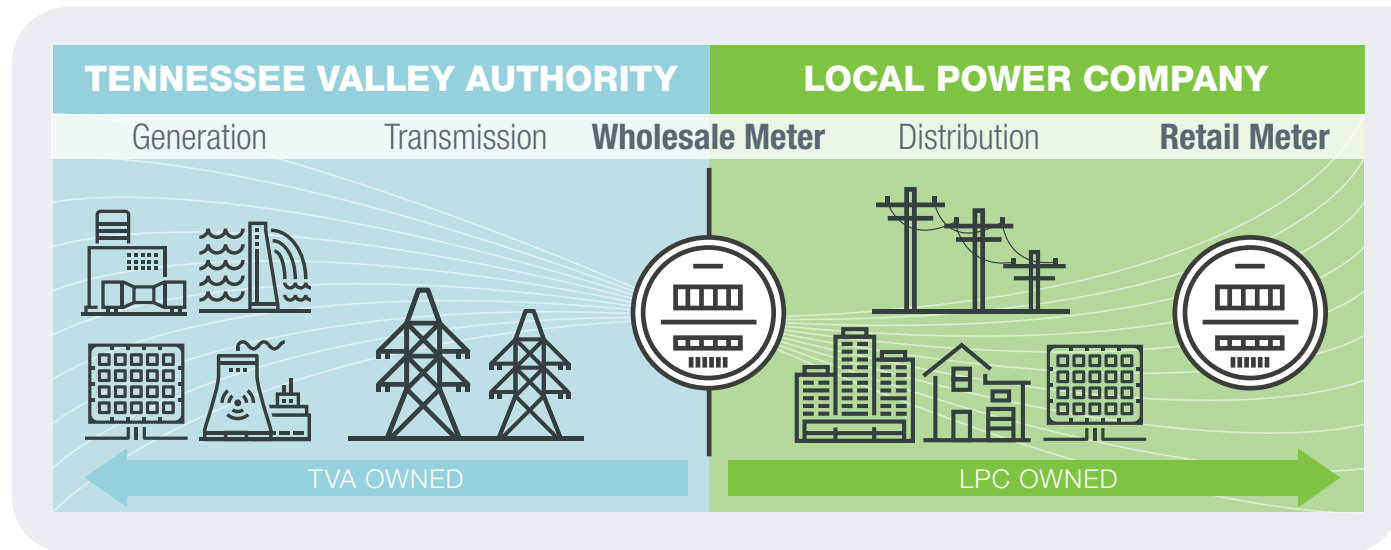 TENNESSEE VALLEY AUTHORITY
LOCAL POWER COMPANY
Generation
Transmission
Wholesale Meter
Distribution
Retail Meter
TVA OWNED
LPC OWNED